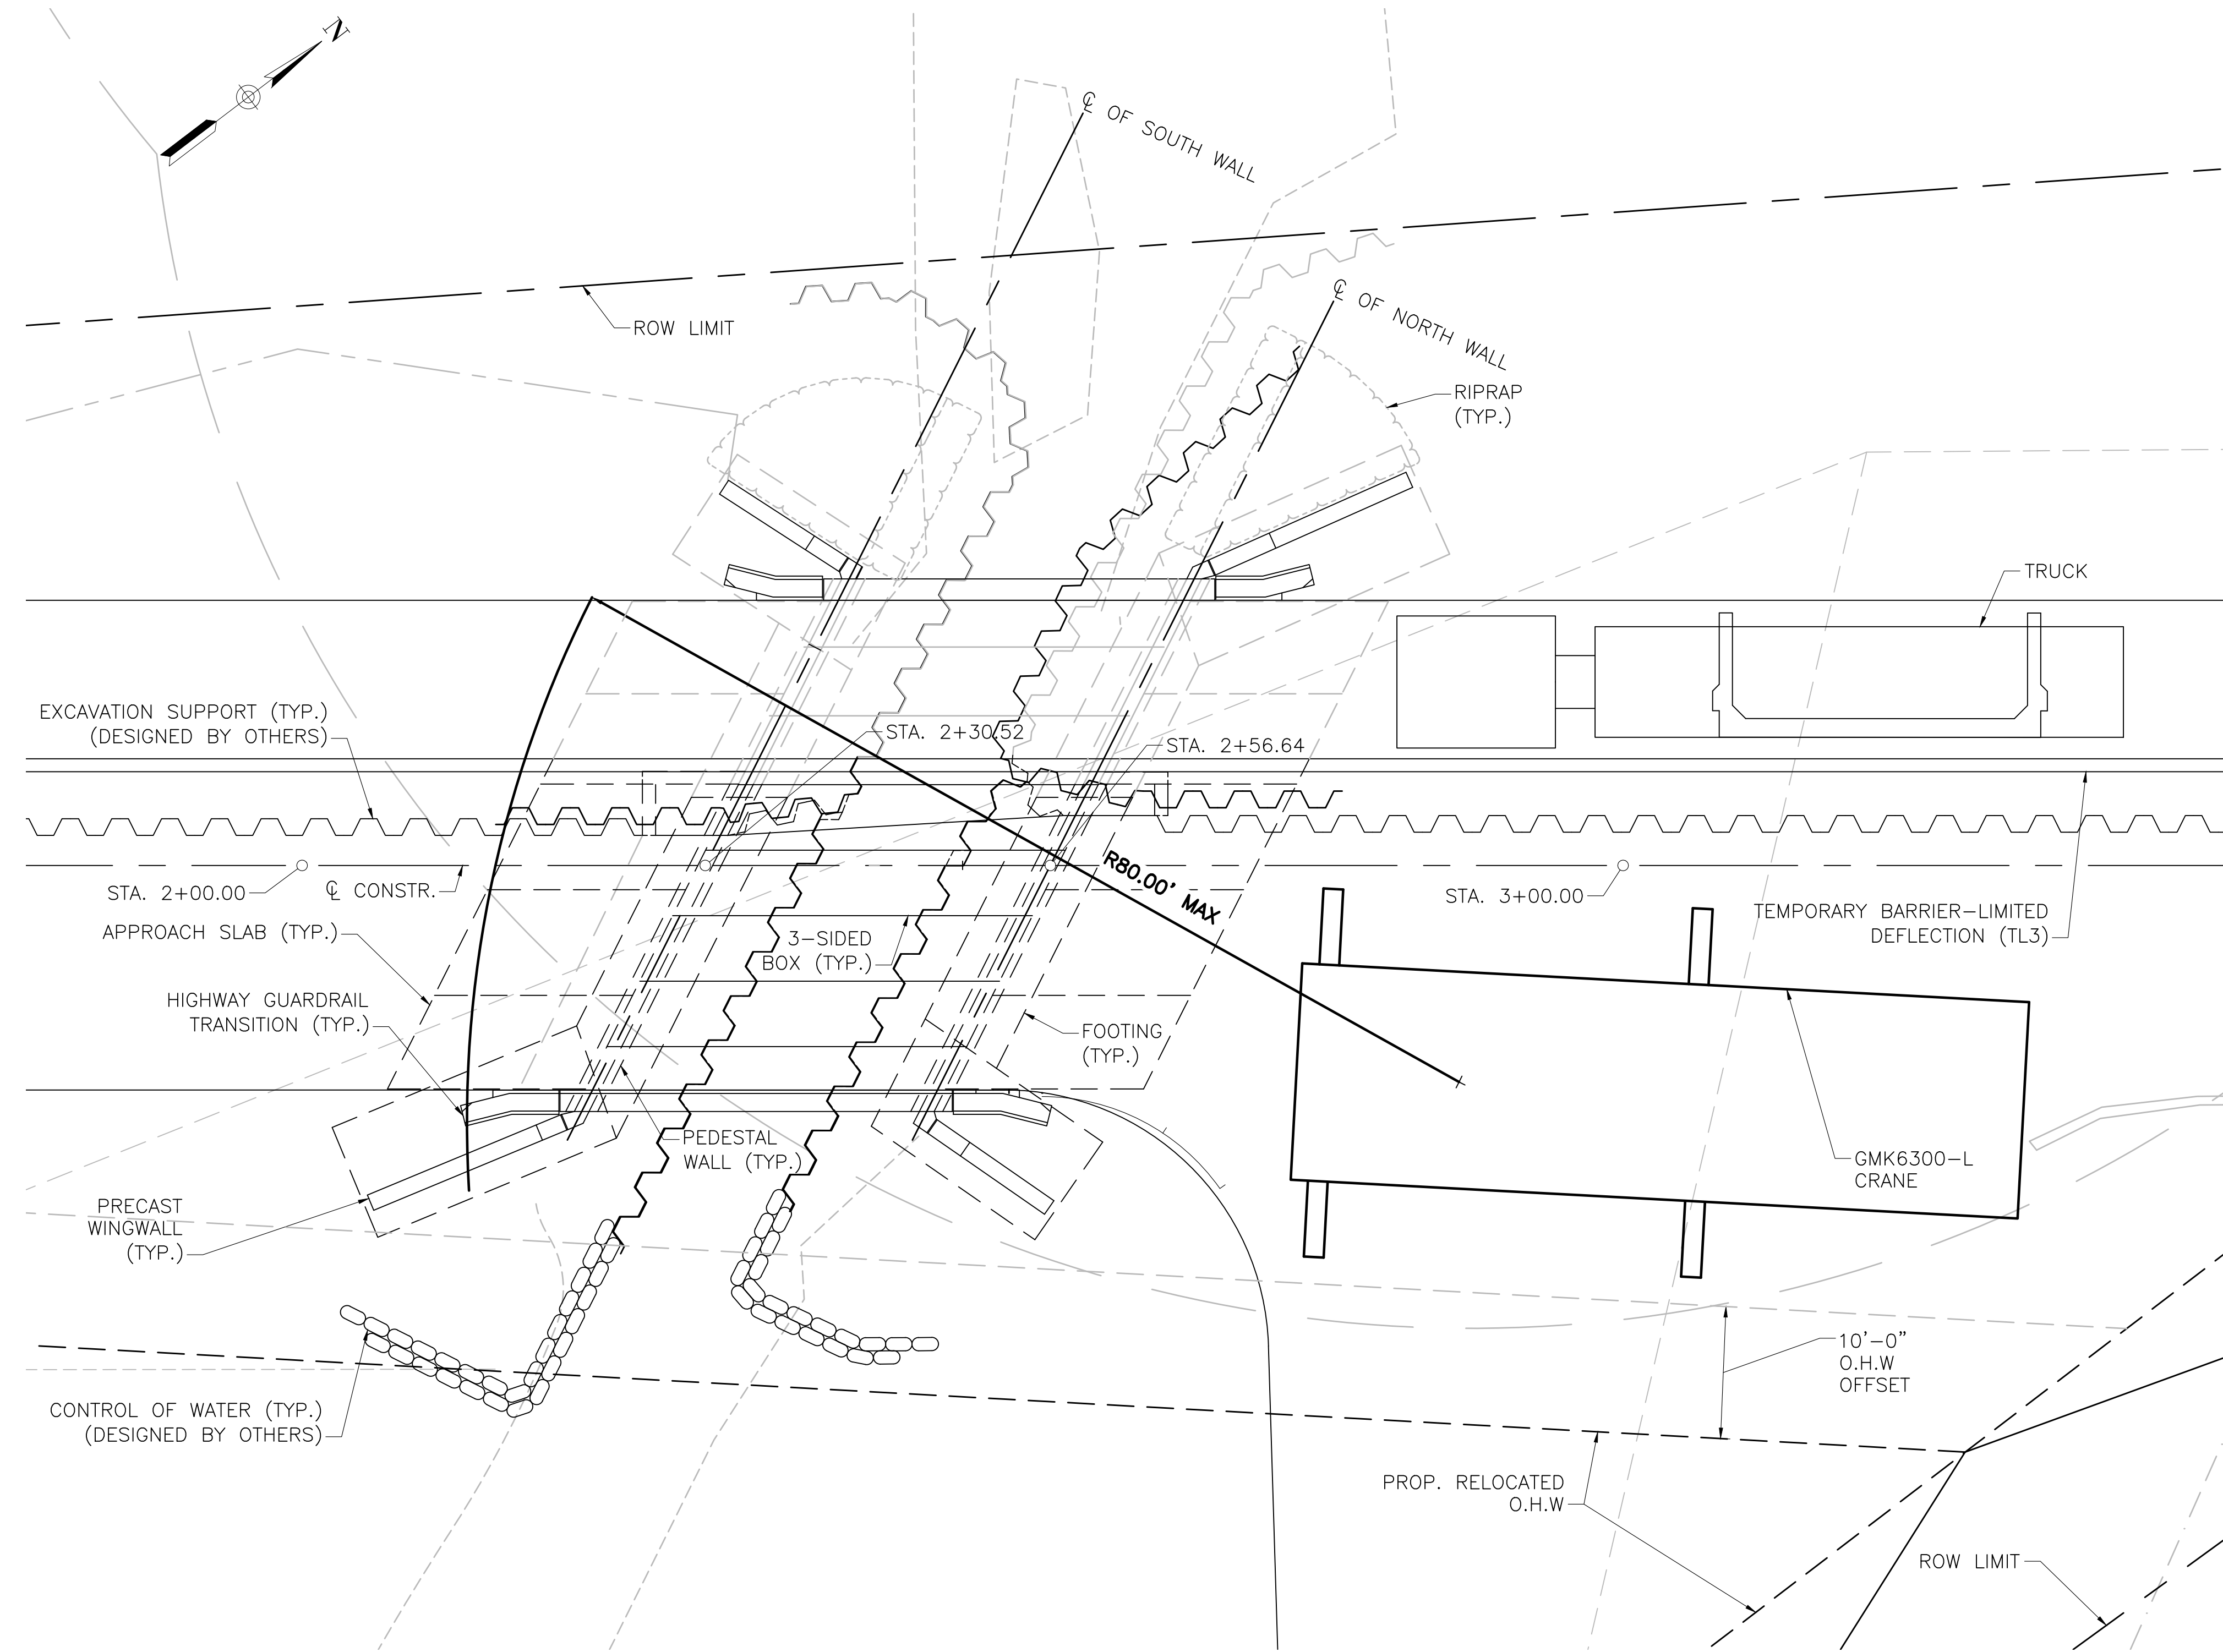 N
℄ OF SOUTH WALL
ROW LIMIT
℄ OF NORTH WALL
RIPRAP
(TYP.)
TRUCK
EXCAVATION SUPPORT (TYP.)
(DESIGNED BY OTHERS)
STA. 2+30.52
STA. 2+56.64
R80.00' MAX
STA. 2+00.00
℄ CONSTR.
STA. 3+00.00
TEMPORARY BARRIER-LIMITED
DEFLECTION (TL3)
APPROACH SLAB (TYP.)
3-SIDED
BOX (TYP.)
HIGHWAY GUARDRAIL
TRANSITION (TYP.)
FOOTING
(TYP.)
PEDESTAL
WALL (TYP.)
GMK6300-L
CRANE
PRECAST
WINGWALL
(TYP.)
10'-0"
O.H.W
OFFSET
CONTROL OF WATER (TYP.)
(DESIGNED BY OTHERS)
PROP. RELOCATED
O.H.W
ROW LIMIT